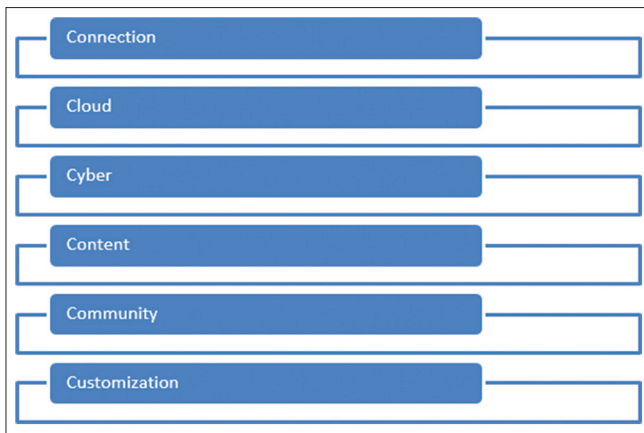 Connection
Cloud
Cyber
Content
Community
Customization